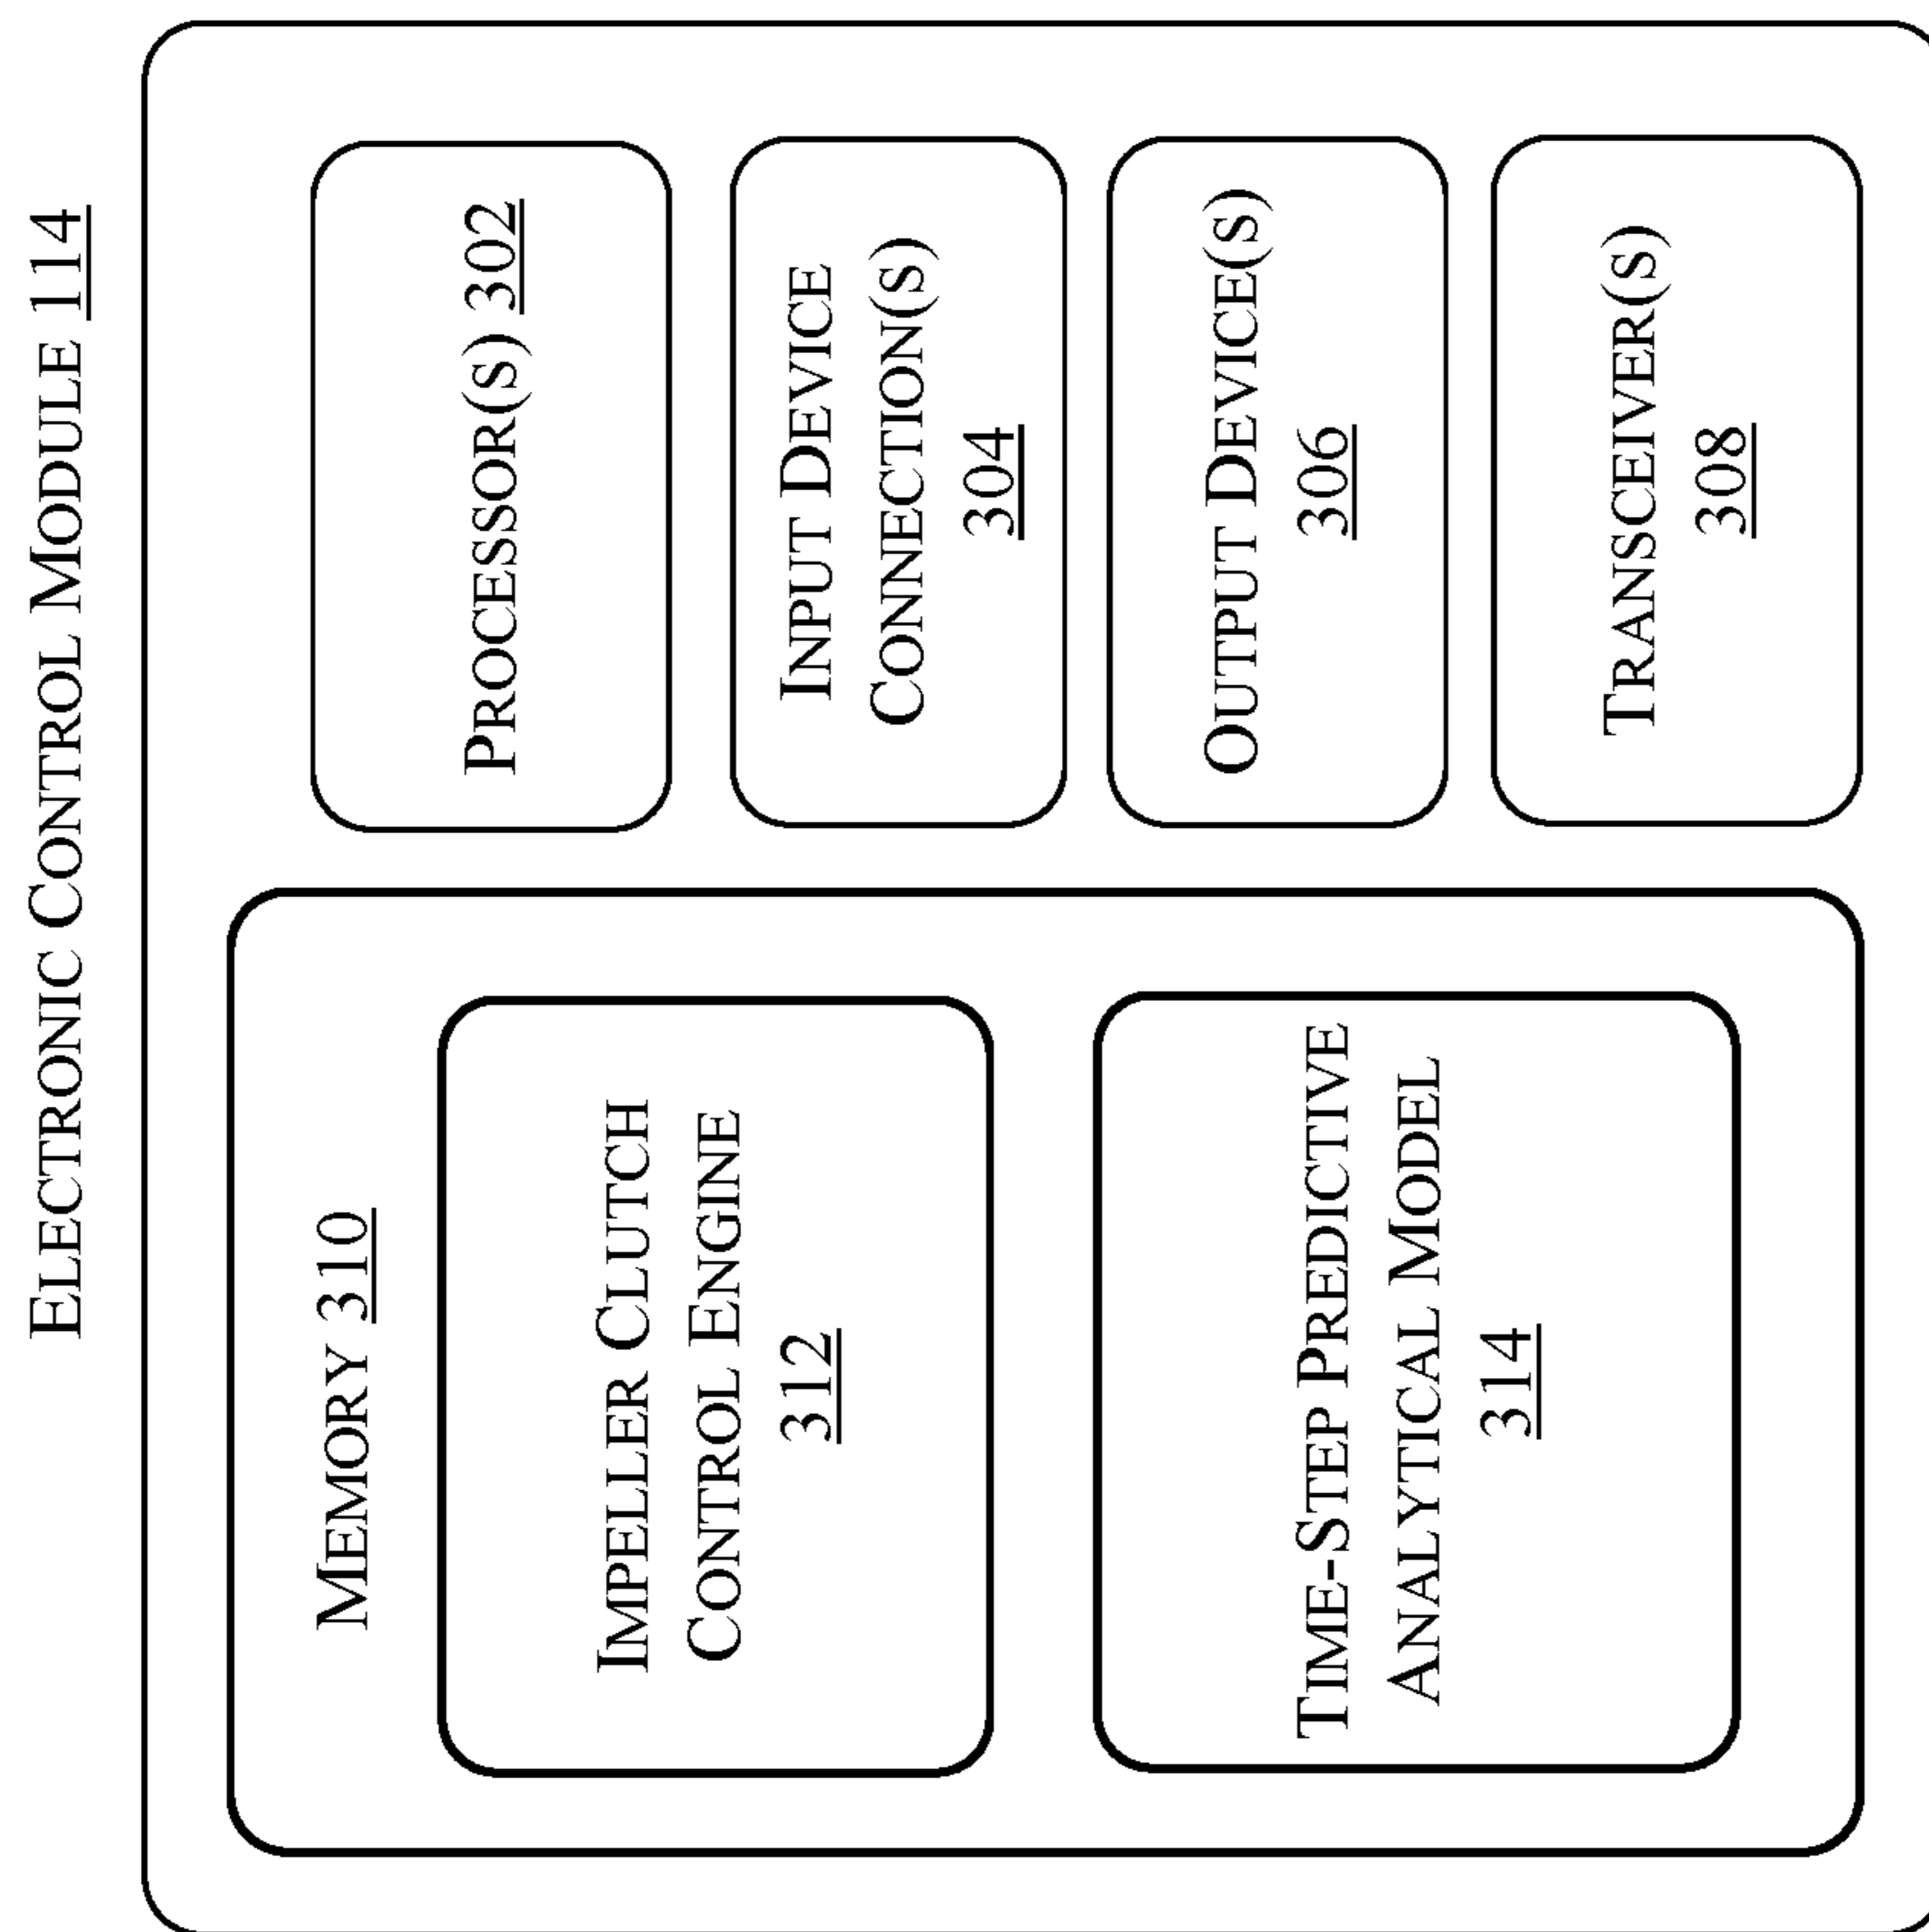 ELECTRONIC CONTROL MODULE 114
MEMORY 310
IMPELLER CLUTCH
CONTROL ENGINE
312
TIME-STEP PREDICTIVE
ANALYTICAL MODEL
314
PROCESSOR(S) 302
INPUT DEVICE
CONNECTION(S)
304
OUTPUT DEVICE(S)
306
TRANSCEIVER(S)
308